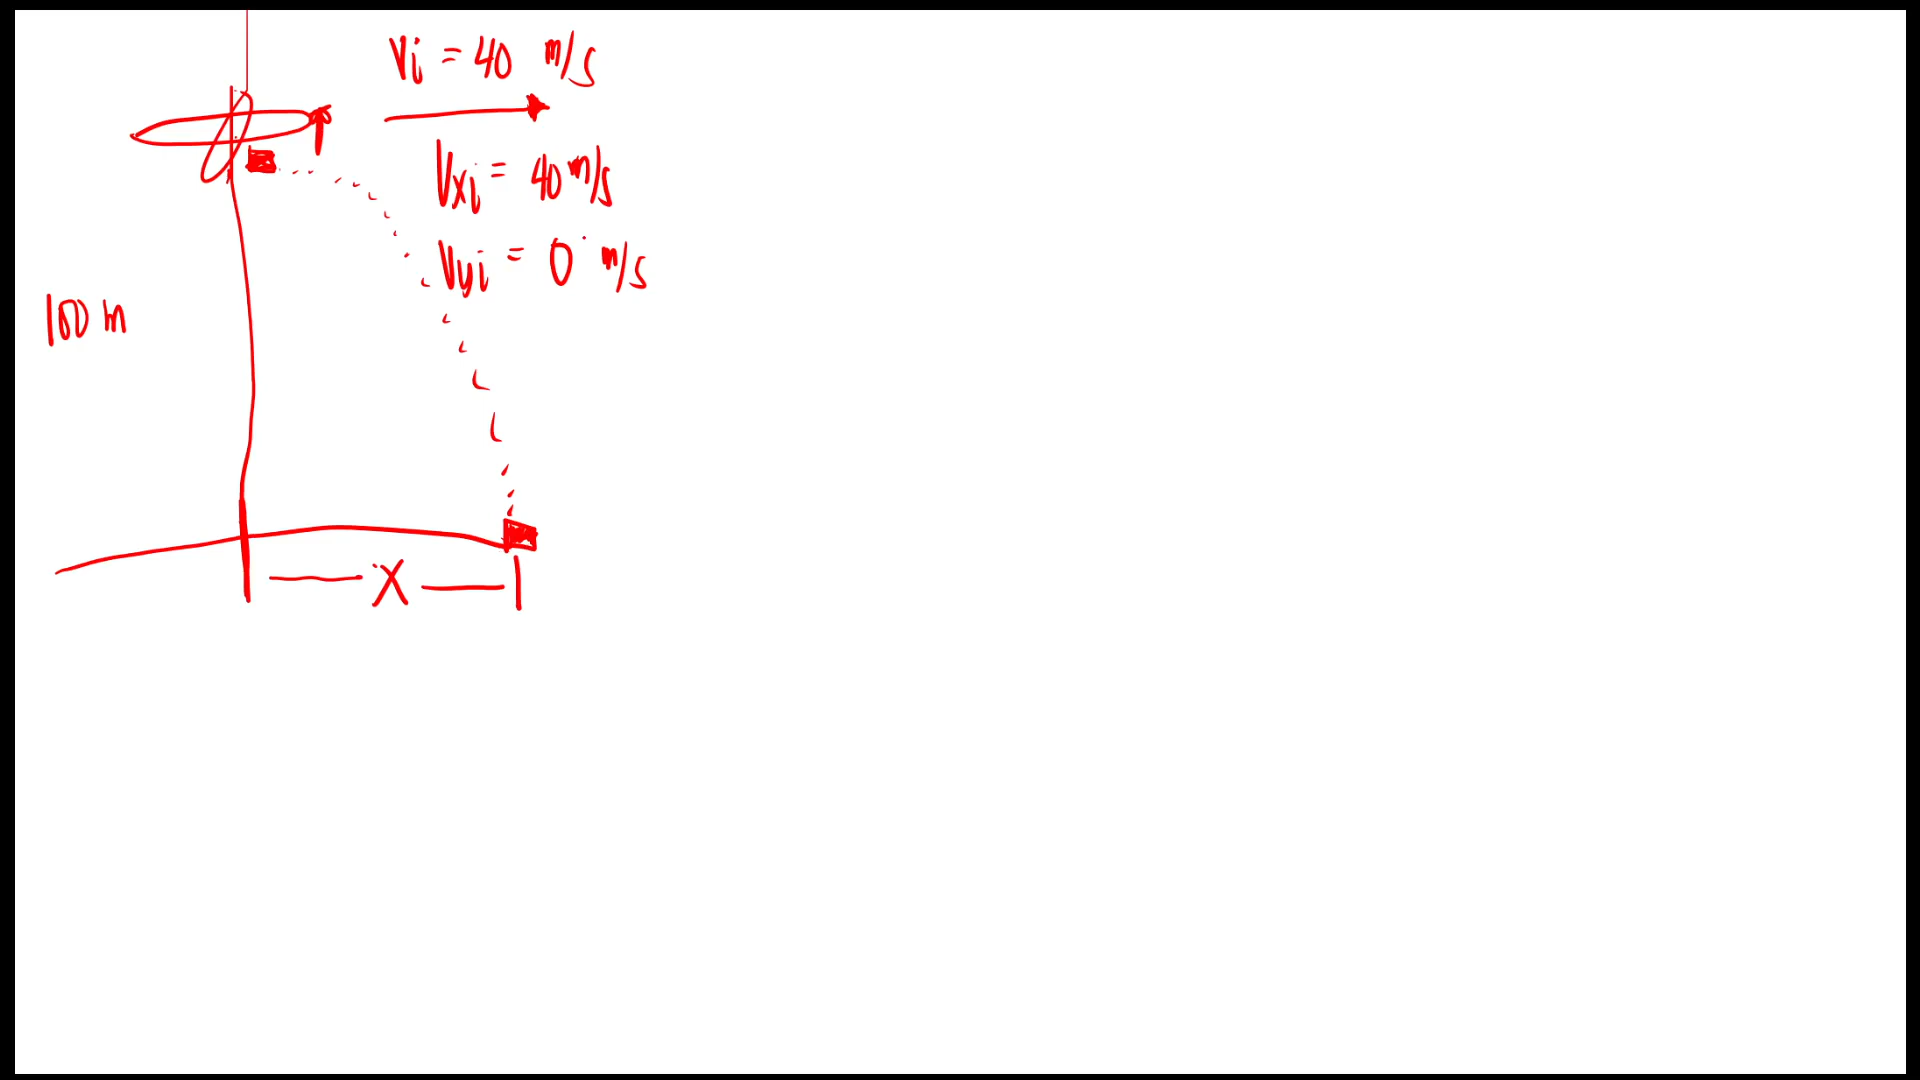 Vi = 40 m/s
Vxi = 40 m/s
Vyi = 0 m/s
100 m
X